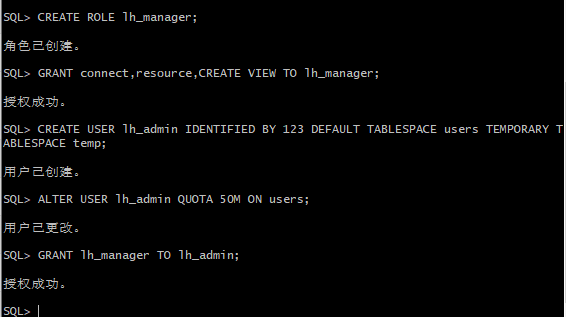 SQL> CREATE ROLE lh_manager;
角色已创建。
SQL> GRANT connect,resource,CREATE VIEW TO lh_manager;
授权成功。
SQL> CREATE USER lh_admin IDENTIFIED BY 123 DEFAULT TABLESPACE users TEMPORARY T
ABLESPACE temp;
用户已创建。
SQL> ALTER USER lh_admin QUOTA 50M ON users;
用户已更改。
SQL> GRANT lh_manager TO lh_admin;
授权成功。
SQL>